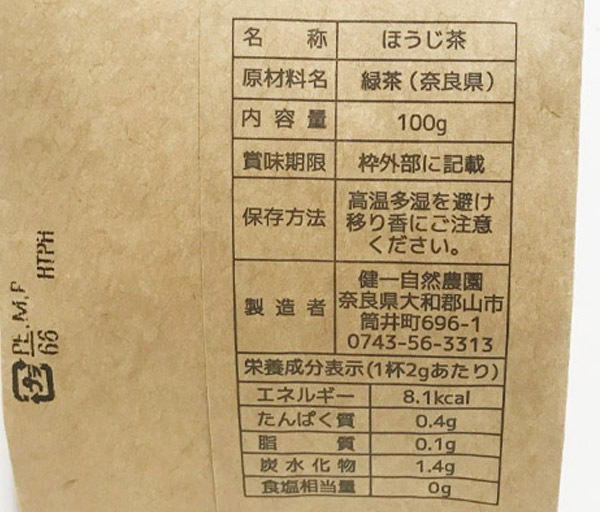 名称 ほうじ茶
原材料名 緑茶（奈良県）
内容量 100g
賞味期限 枠外部に記載
保存方法 高温多湿を避け
移り香にご注意
ください。
製造者 健一自然農園
奈良県大和郡山市
筒井町696-1
0743-56-3313
栄養成分表示(1杯2gあたり)
エネルギー 8.1kcal
たんぱく質 0.4g
脂質 0.1g
炭水化物 1.4g
食塩相当量 0g
PE.M,P
66 HTPH
プラ